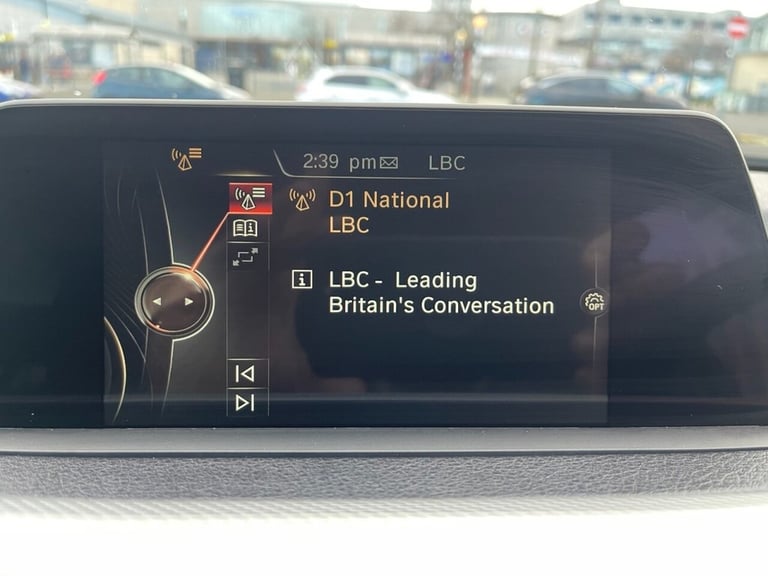 2:39 pm LBC
D1 National
LBC
LBC - Leading
Britain's Conversation
OPT